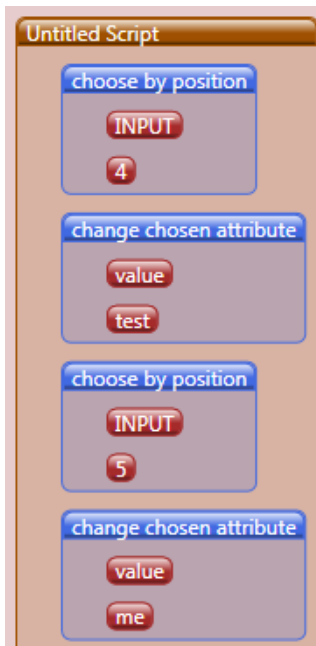 Untitled Script
choose by position
INPUT
4
change chosen attribute
value
test
choose by position
INPUT
5
change chosen attribute
value
me